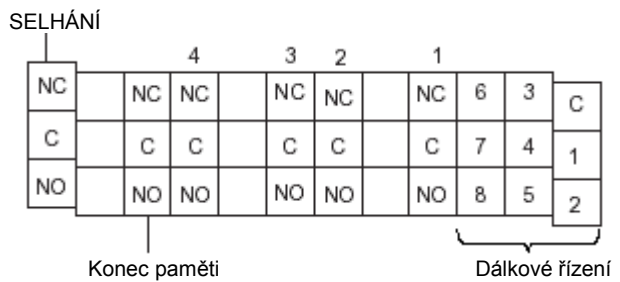 SELHÁNÍ
4 3 2 1
NC NC NC NC NC NC 6 3 C
C C C C C C 7 4 1
NO NO NO NO NO NO 8 5 2
Konec paměti Dálkové řízení